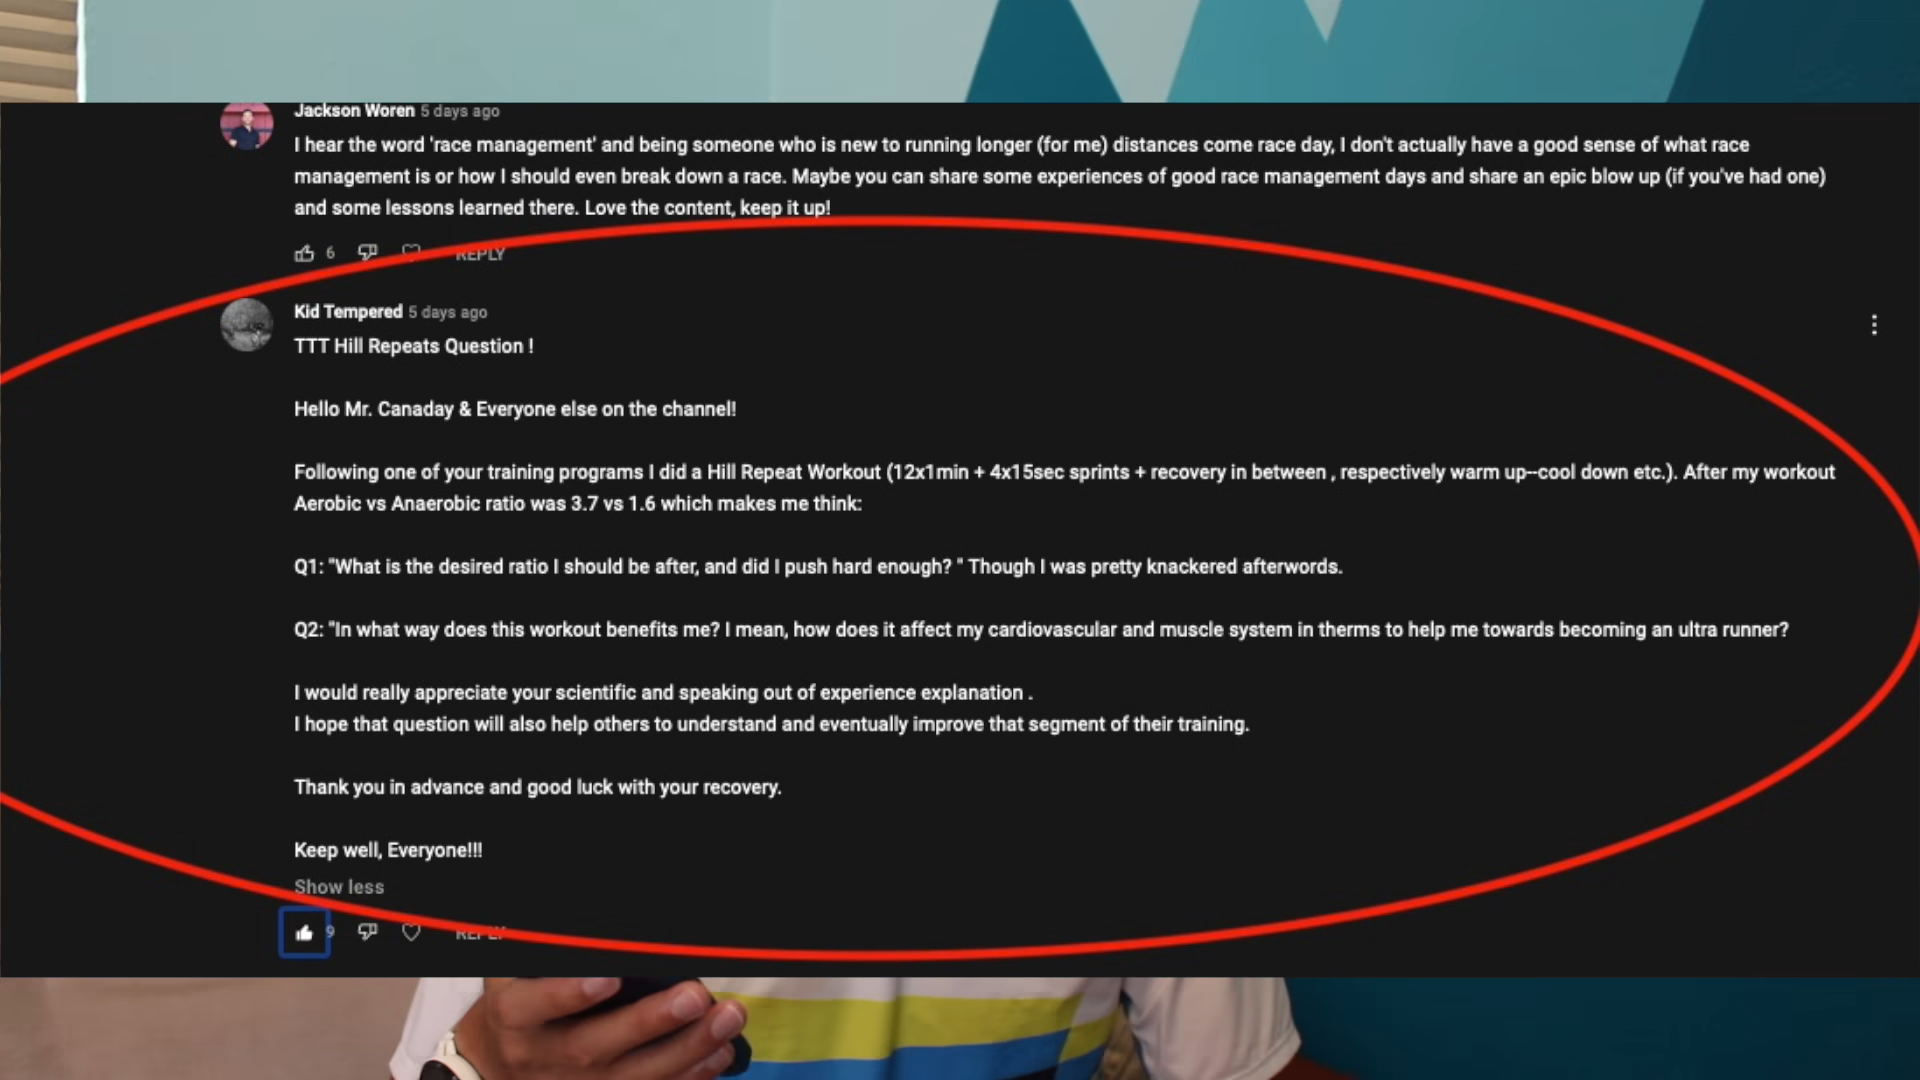 Jackson Woren 5 days ago
I hear the word 'race management' and being someone who is new to running longer (for me) distances come race day, I don't actually have a good sense of what race
management is or how I should even break down a race. Maybe you can share some experiences of good race management days and share an epic blow up (if you've had one)
and some lessons learned there. Love the content, keep it up!
6 REPLY
Kid Tempered 5 days ago
TTT Hill Repeats Question !
Hello Mr. Canaday & Everyone else on the channel!
Following one of your training programs I did a Hill Repeat Workout (12x1min + 4x15sec sprints + recovery in between , respectively warm up--cool down etc.). After my workout
Aerobic vs Anaerobic ratio was 3.7 vs 1.6 which makes me think:
Q1: "What is the desired ratio I should be after, and did I push hard enough? " Though I was pretty knackered afterwords.
Q2: "In what way does this workout benefits me? I mean, how does it affect my cardiovascular and muscle system in therms to help me towards becoming an ultra runner?
I would really appreciate your scientific and speaking out of experience explanation .
I hope that question will also help others to understand and eventually improve that segment of their training.
Thank you in advance and good luck with your recovery.
Keep well, Everyone!!!
Show less
9 REPLY